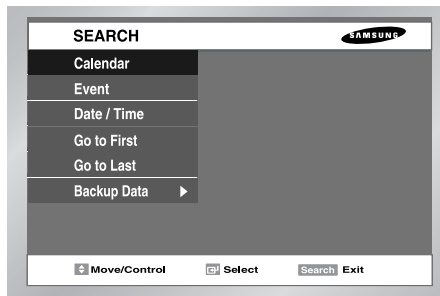 SEARCH SAMSUNG
Calendar
Event
Date / Time
Go to First
Go to Last
Backup Data
Move/Control Select Search Exit